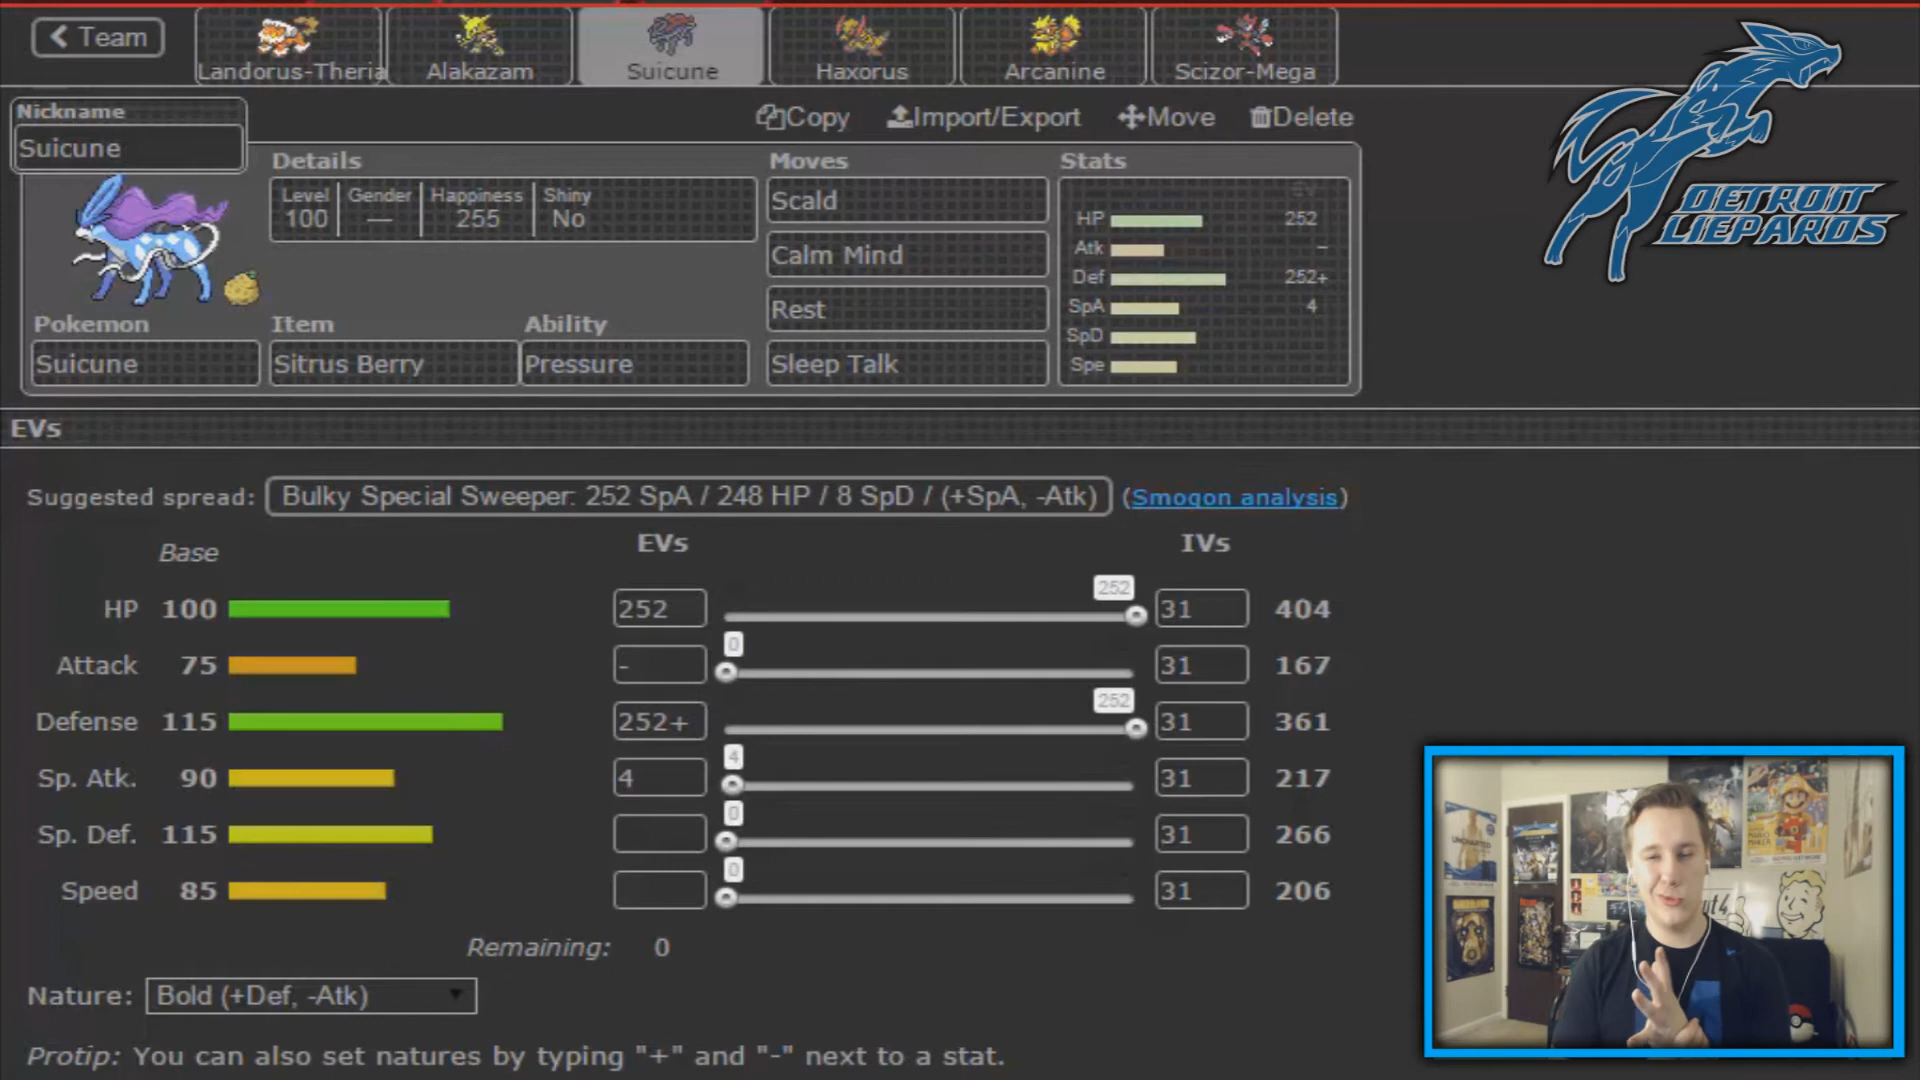 Team
Landorus-Theria
Alakazam
Suicune
Haxorus
Arcanine
Scizor-Mega
Nickname
Suicune
Copy
Import/Export
Move
Delete
DETROIT
LIEPARDS
Details
Level
100
Gender
—
Happiness
255
Shiny
No
Moves
Scald
Calm Mind
Rest
Sleep Talk
Stats
EV
HP 252
Atk -
Def 252+
SpA 4
SpD
Spe
Pokemon
Suicune
Item
Sitrus Berry
Ability
Pressure
EVs
Suggested spread: Bulky Special Sweeper: 252 SpA / 248 HP / 8 SpD / (+SpA, -Atk) (Smogon analysis)
Base EVs IVs
HP 100 252 252 31 404
Attack 75 - 0 31 167
Defense 115 252+ 252 31 361
Sp. Atk. 90 4 4 31 217
Sp. Def. 115 0 31 266
Speed 85 0 31 206
Remaining: 0
Nature: Bold (+Def, -Atk)
Protip: You can also set natures by typing "+" and "-" next to a stat.
UNCHARTED
MARIO
MAKER